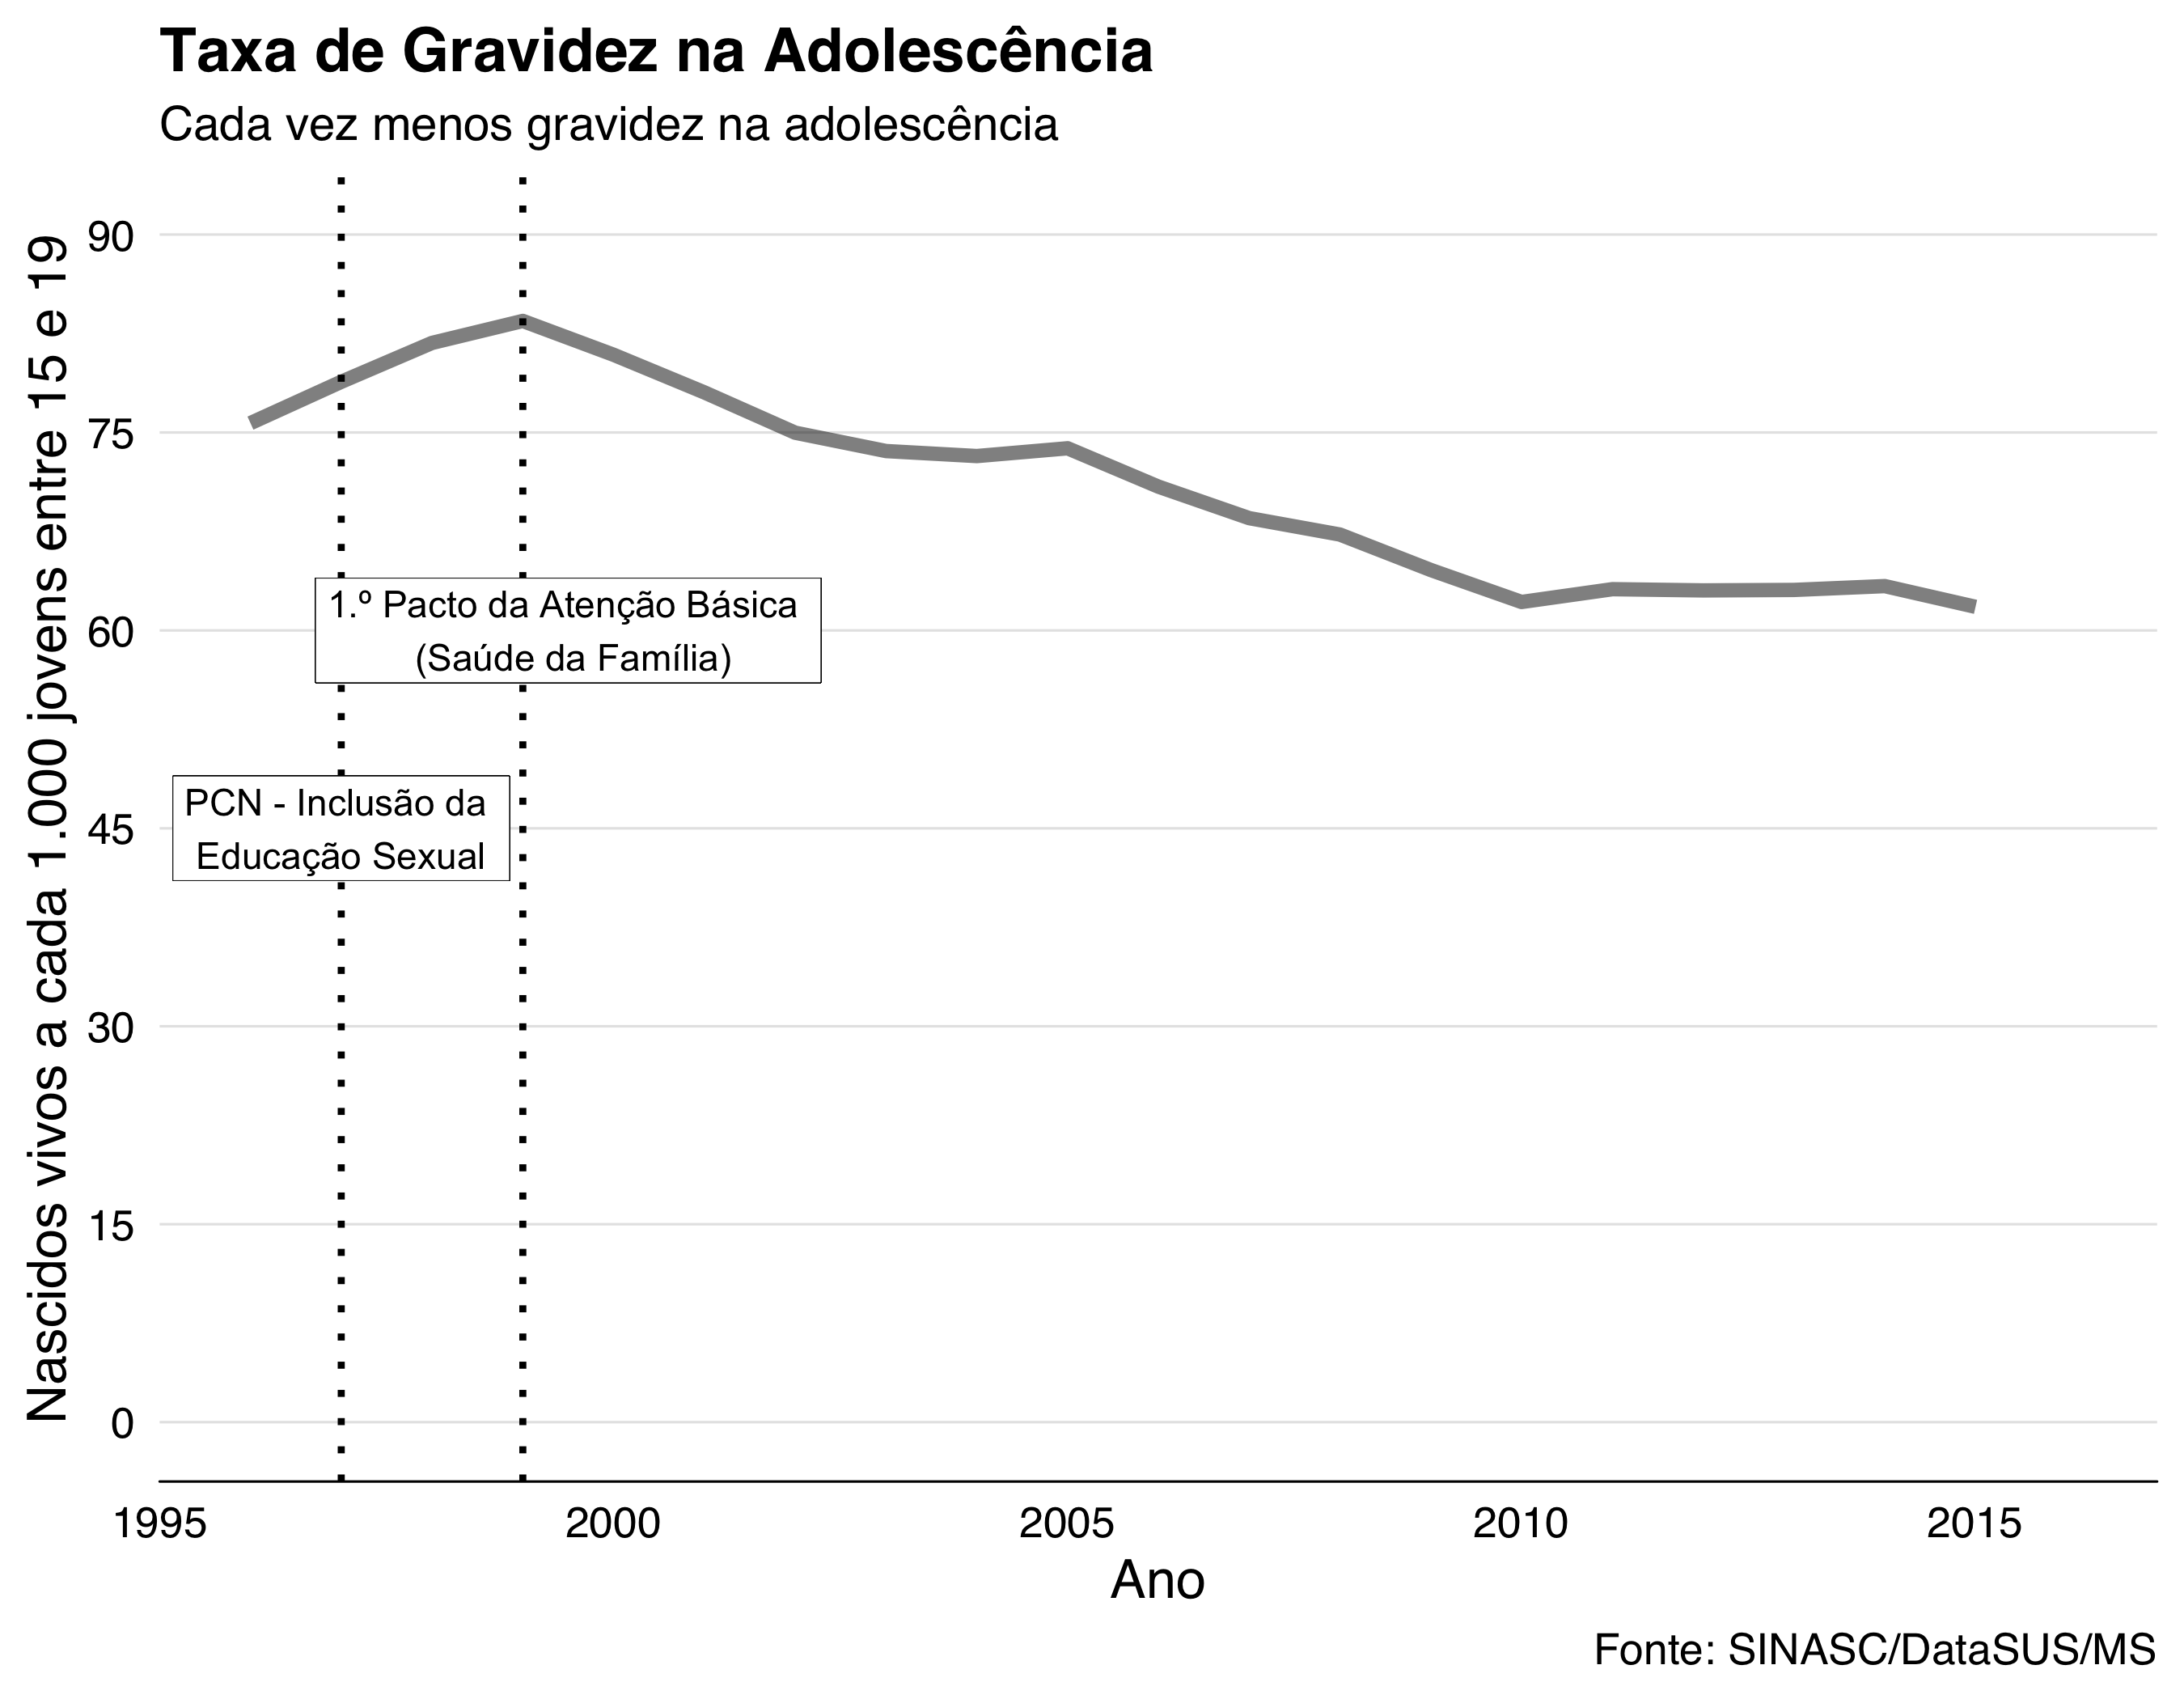 Taxa de Gravidez na Adolescência
Cada vez menos gravidez na adolescência
Nascidos vivos a cada 1.000 jovens entre 15 e 19
90
75
60
45
30
15
0
1.º Pacto da Atenção Básica
(Saúde da Família)
PCN - Inclusão da
Educação Sexual
1995 2000 2005 2010 2015
Ano
Fonte: SINASC/DataSUS/MS